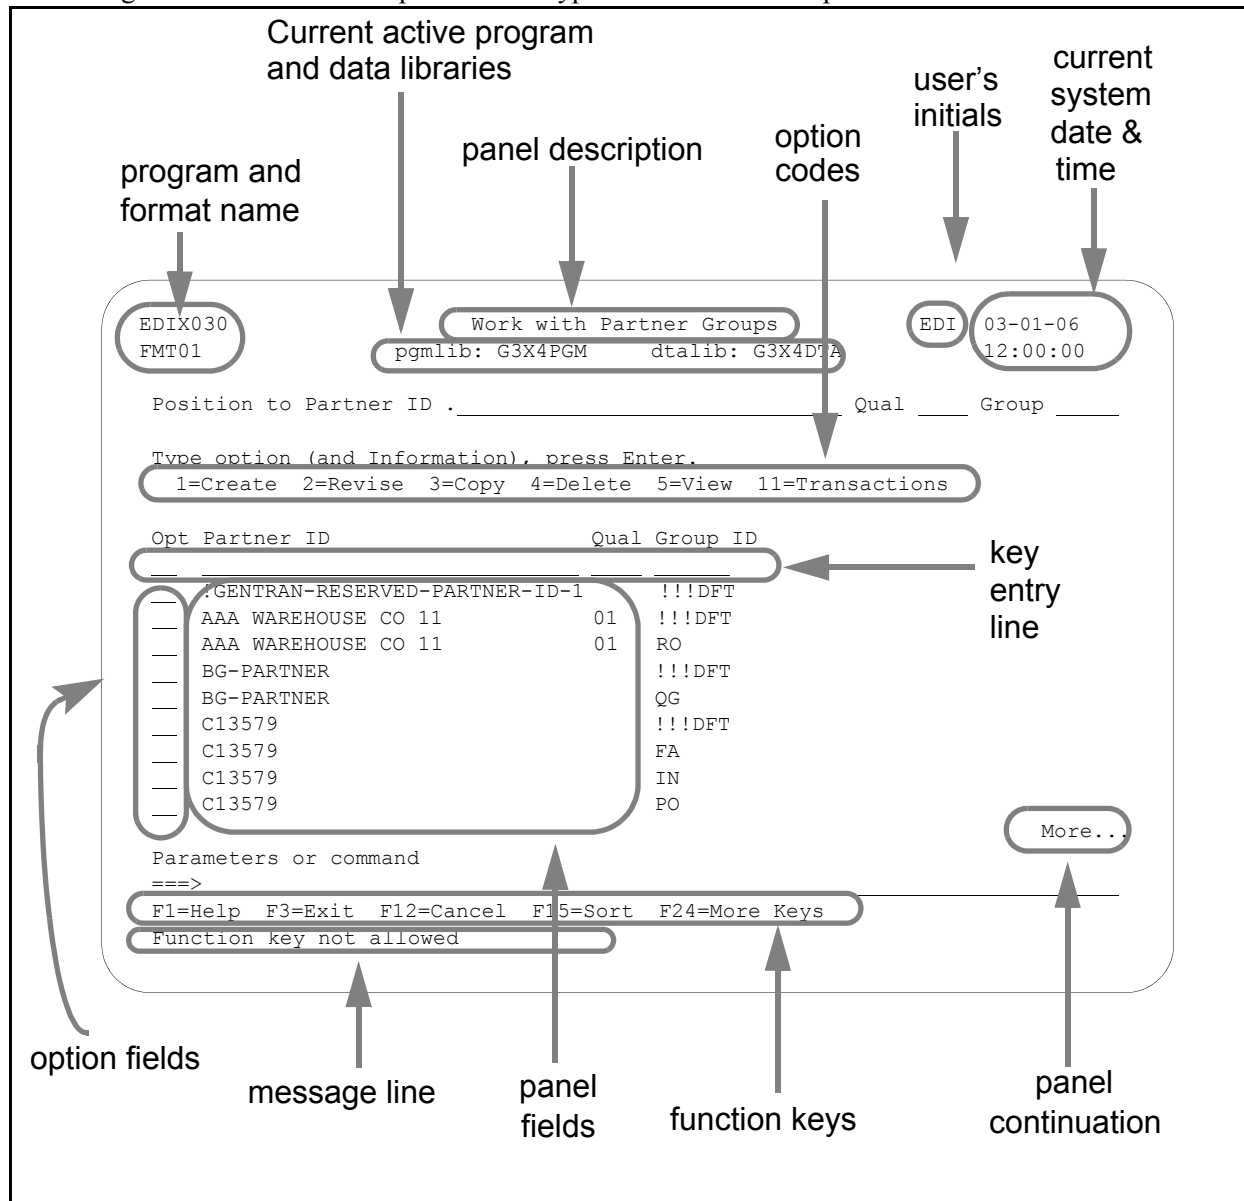 Current active program
and data libraries
user's
initials
current
system
date &
time
option
codes
panel description
program and
format name
EDIX030 Work with Partner Groups EDI 03-01-06
FMT01 pgmlib: G3X4PGM dtalib: G3X4DTA 12:00:00
Position to Partner ID . Qual Group
Type option (and Information), press Enter.
1=Create 2=Revise 3=Copy 4=Delete 5=View 11=Transactions
Opt Partner ID Qual Group ID
key
entry
line
!GENTRAN-RESERVED-PARTNER-ID-1 !!!DFT
AAA WAREHOUSE CO 11 01 !!!DFT
AAA WAREHOUSE CO 11 01 RO
BG-PARTNER !!!DFT
BG-PARTNER QG
C13579 !!!DFT
C13579 FA
C13579 IN
C13579 PO
More...
Parameters or command
===>
F1=Help F3=Exit F12=Cancel F15=Sort F24=More Keys
Function key not allowed
option fields
message line
panel
fields
function keys
panel
continuation